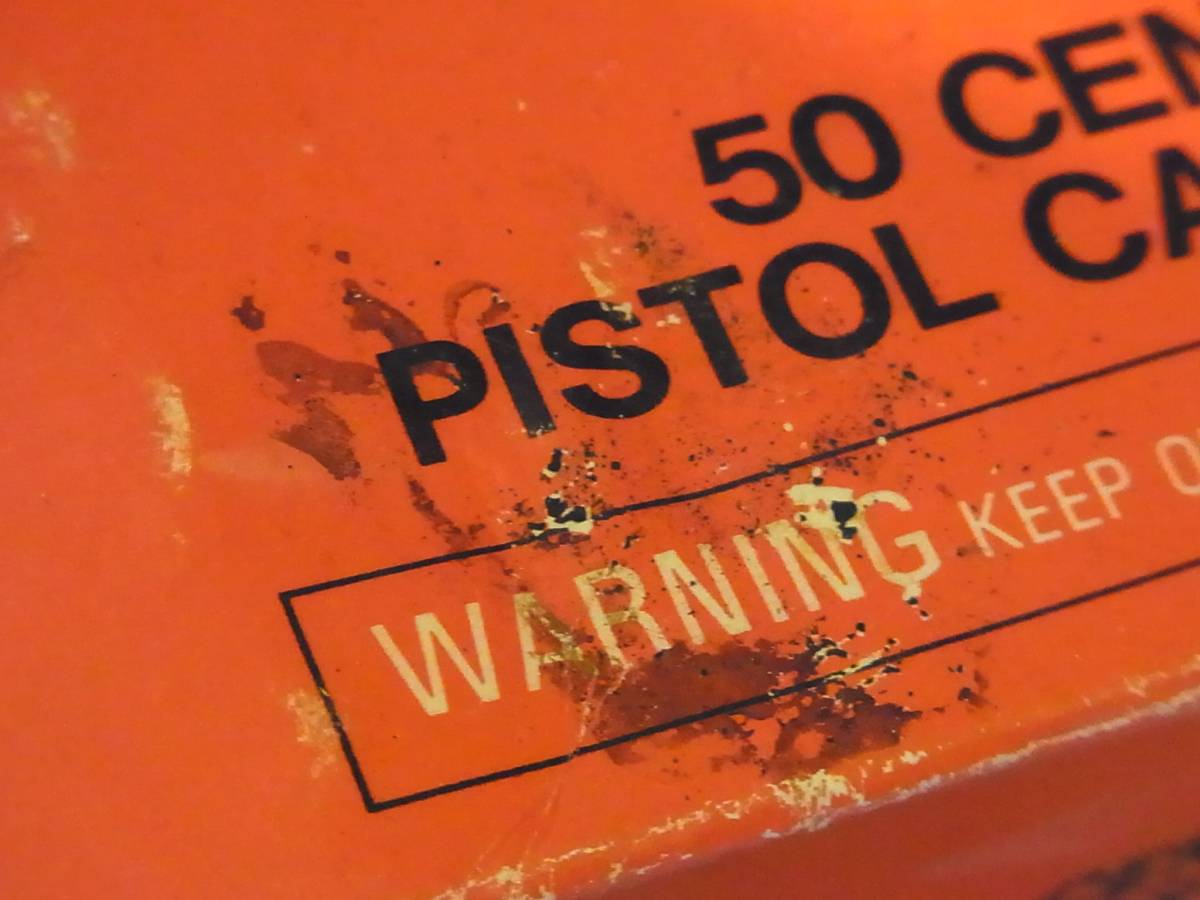 50 CEN
PISTOL CA
WARNING KEEP O